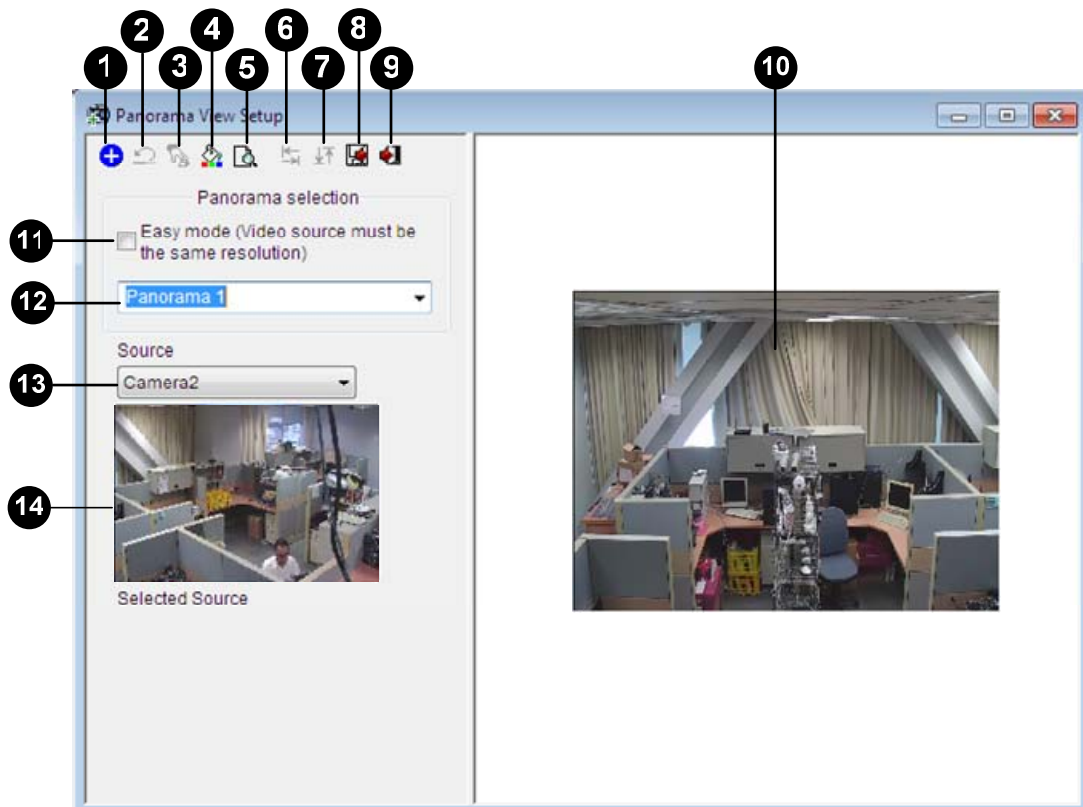 2 4 6 8
1 3 5 7 9 10
Panorama View Setup
Panorama selection
11 Easy mode (Video source must be
the same resolution)
12 Panorama 1
Source
13 Camera2
14
Selected Source